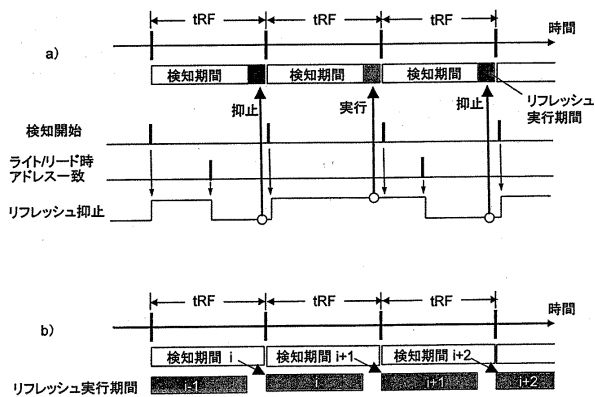 tRF tRF tRF
時間
a)
検知期間 検知期間 検知期間
抑止 実行 抑止
リフレッシュ
実行期間
検知開始
ライト/リード時
アドレス一致
リフレッシュ抑止
tRF tRF tRF
時間
b)
検知期間 i 検知期間 i+1 検知期間 i+2
リフレッシュ実行期間 i-1 i i+1 i+2